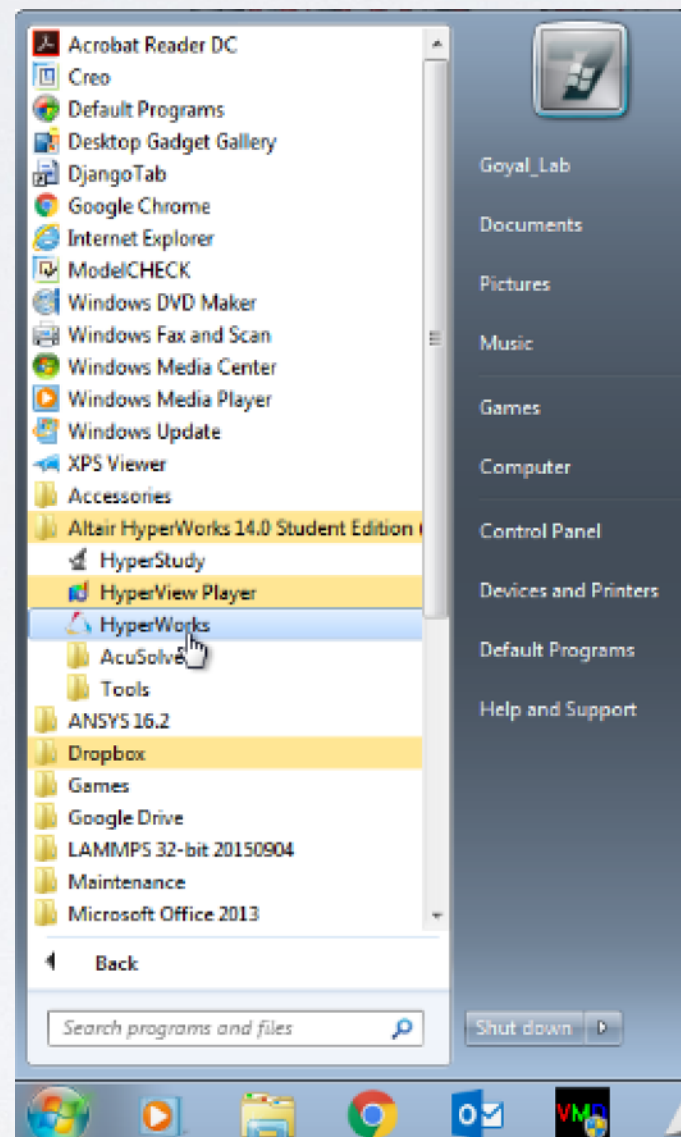 Acrobat Reader DC
Creo
Default Programs
Desktop Gadget Gallery
DjangoTab
Google Chrome
Internet Explorer
ModelCHECK
Windows DVD Maker
Windows Fax and Scan
Windows Media Center
Windows Media Player
Windows Update
XPS Viewer
Accessories
Altair HyperWorks 14.0 Student Edition (
HyperStudy
HyperView Player
HyperWorks
AcuSolve
Tools
ANSYS 16.2
Dropbox
Games
Google Drive
LAMMPS 32-bit 20150904
Maintenance
Microsoft Office 2013
Back
Search programs and files
Goyal_Lab
Documents
Pictures
Music
Games
Computer
Control Panel
Devices and Printers
Default Programs
Help and Support
Shut down
VMD